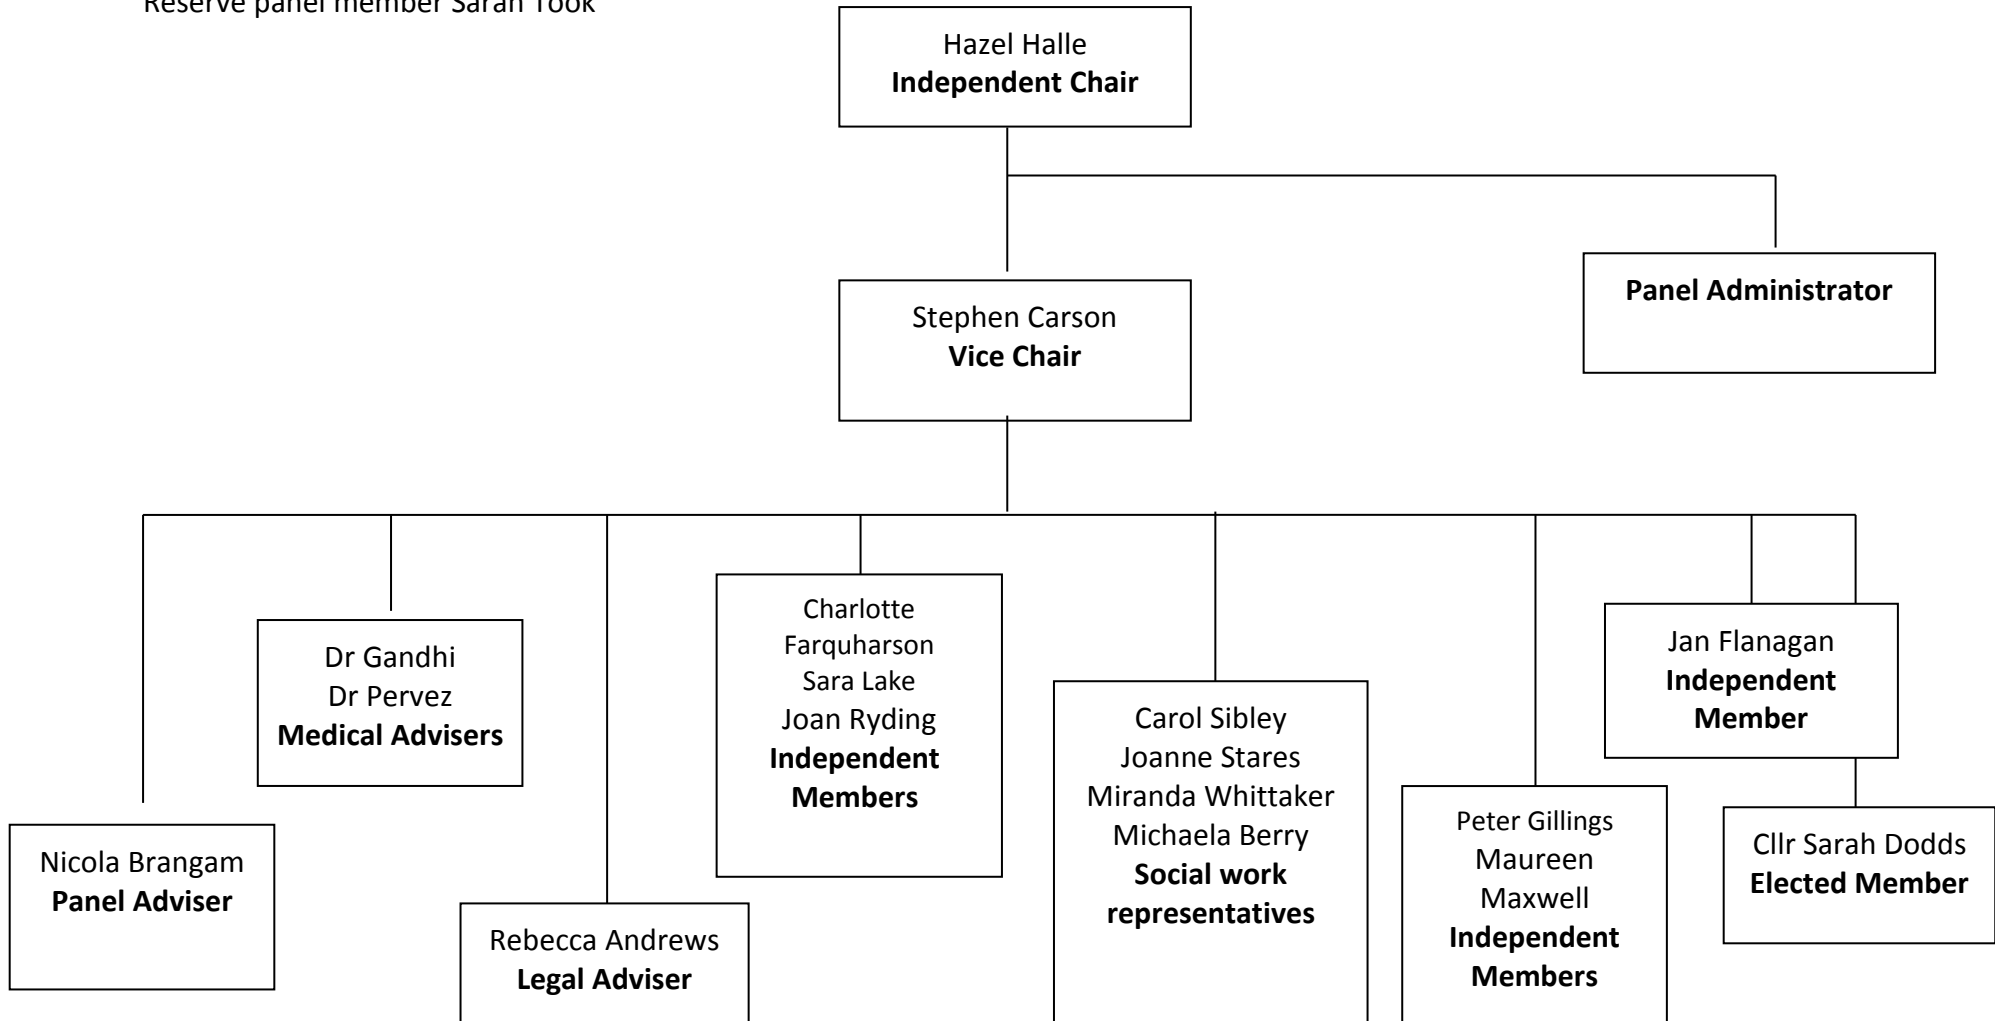 Reserve panel member Sarah Took
Hazel Halle
Independent Chair
Panel Administrator
Stephen Carson
Vice Chair
Charlotte
Farquharson
Sara Lake
Joan Ryding
Independent
Members
Jan Flanagan
Independent
Member
Dr Gandhi
Dr Pervez
Medical Advisers
Carol Sibley
Joanne Stares
Miranda Whittaker
Michaela Berry
Social work
representatives
Peter Gillings
Maureen
Maxwell
Independent
Members
Cllr Sarah Dodds
Elected Member
Nicola Brangam
Panel Adviser
Rebecca Andrews
Legal Adviser